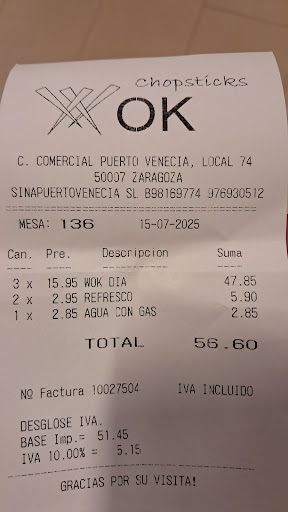 chopsticks
WOK
C. COMERCIAL PUERTO VENECIA, LOCAL 74
50007 ZARAGOZA
SINAPUERTOVENECIA SL B98169774 976930512
MESA: 136 15-07-2025
Can. Pre. Descripcion Suma
3 x 15.95 WOK DIA 47.85
2 x 2.95 REFRESCO 5.90
1 x 2.85 AGUA CON GAS 2.85
TOTAL 56.60
Nº Factura 10027504 IVA INCLUIDO
DESGLOSE IVA.
BASE Imp.= 51.45
IVA 10.00% = 5.15
GRACIAS POR SU VISITA!